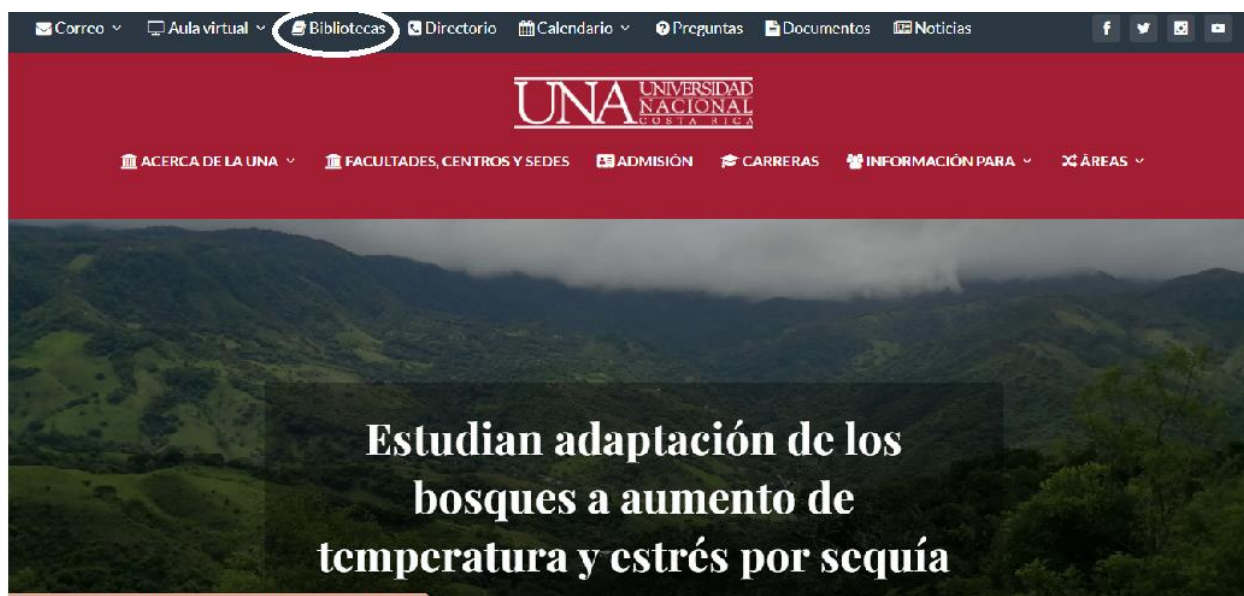 Correo Aula virtual Bibliotecas Directorio Calendario Preguntas Documentos Noticias
UNA UNIVERSIDAD
NACIONAL
COSTA RICA
ACERCA DE LA UNA FACULTADES, CENTROS Y SEDES ADMISIÓN CARRERAS INFORMACIÓN PARA ÁREAS
Estudian adaptación de los
bosques a aumento de
temperatura y estrés por sequía